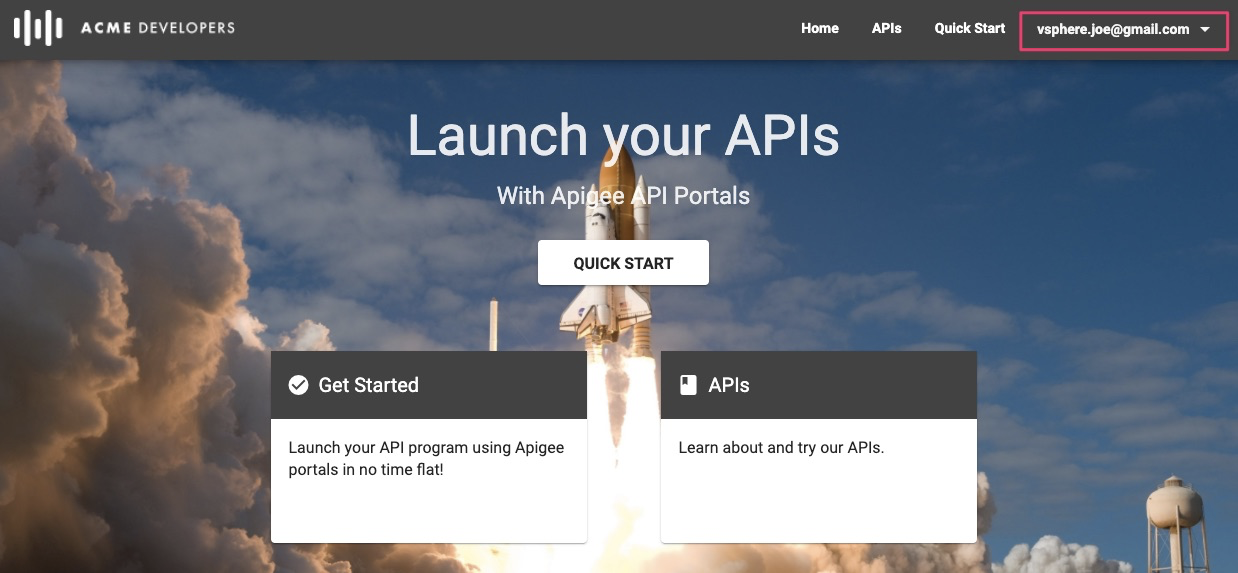 ACME DEVELOPERS
Home
APIs
Quick Start
vsphere.joe@gmail.com
Launch your APIs
With Apigee API Portals
QUICK START
Get Started
Launch your API program using Apigee
portals in no time flat!
APIs
Learn about and try our APIs.